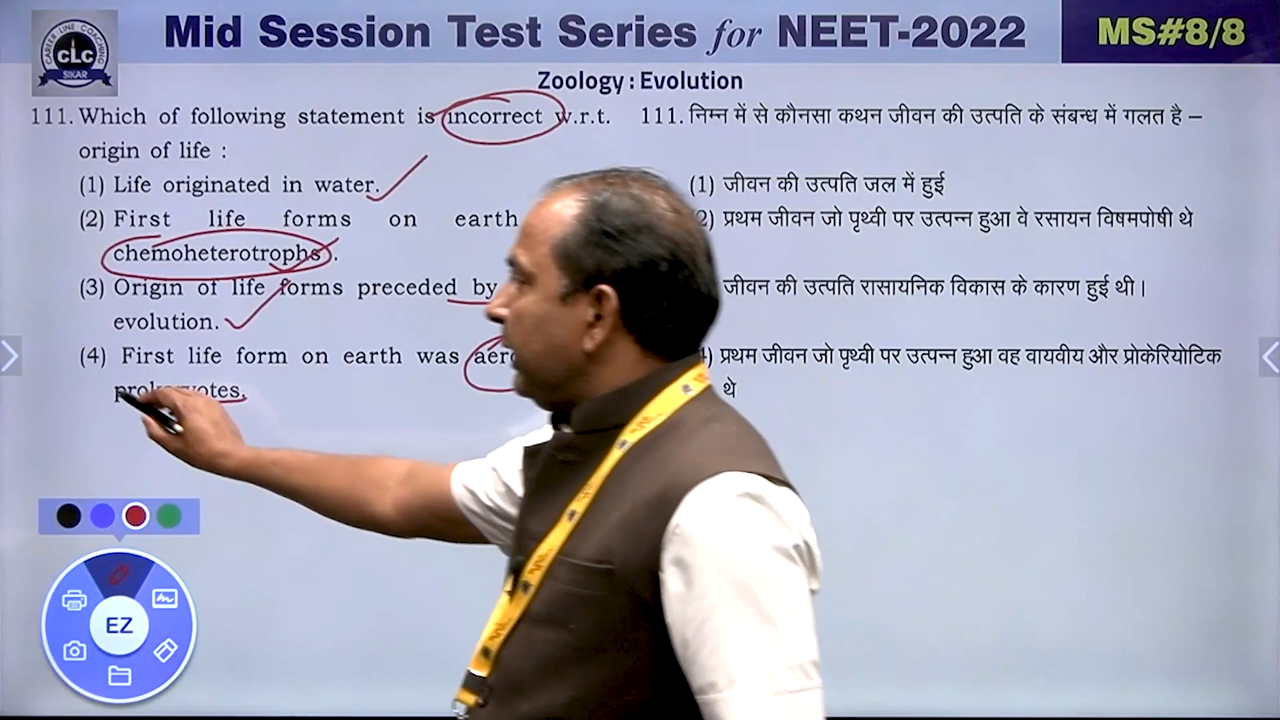 Mid Session Test Series for NEET-2022
MS#8/8
CAREER LINE COACHING
CLC
SIKAR
Zoology : Evolution
111. Which of following statement is incorrect w.r.t.
origin of life :
(1) Life originated in water.
(2) First life forms on earth
chemoheterotrophs.
(3) Origin of life forms preceded by
evolution.
(4) First life form on earth was
prokaryotes.
111. निम्न में से कौनसा कथन जीवन की उत्पति के संबन्ध में गलत है –
(1) जीवन की उत्पति जल में हुई
2) प्रथम जीवन जो पृथ्वी पर उत्पन्न हुआ वे रसायन विषमपोषी थे
जीवन की उत्पति रासायनिक विकास के कारण हुई थी।
4) प्रथम जीवन जो पृथ्वी पर उत्पन्न हुआ वह वायवीय और प्रोकेरियोटिक
थे
EZ